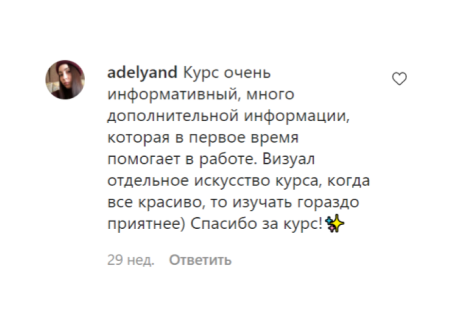 adelyand Курс очень
информативный, много
дополнительной информации,
которая в первое время
помогает в работе. Визуал
отдельное искусство курса, когда
все красиво, то изучать гораздо
приятнее) Спасибо за курс!✨
29 нед. Ответить